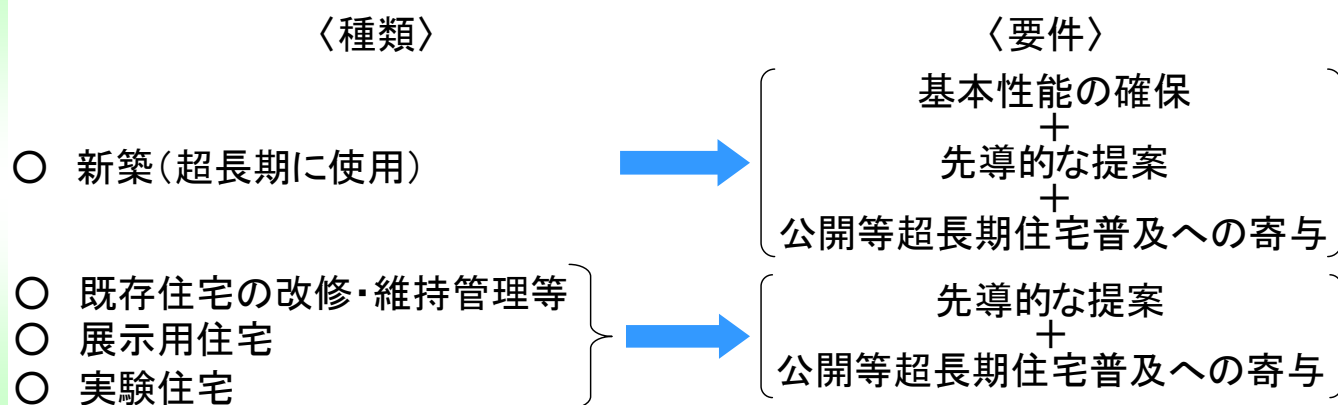 〈種類〉
〈要件〉
○ 新築（超長期に使用）
基本性能の確保
＋
先導的な提案
＋
公開等超長期住宅普及への寄与
○ 既存住宅の改修・維持管理等
○ 展示用住宅
○ 実験住宅
先導的な提案
＋
公開等超長期住宅普及への寄与